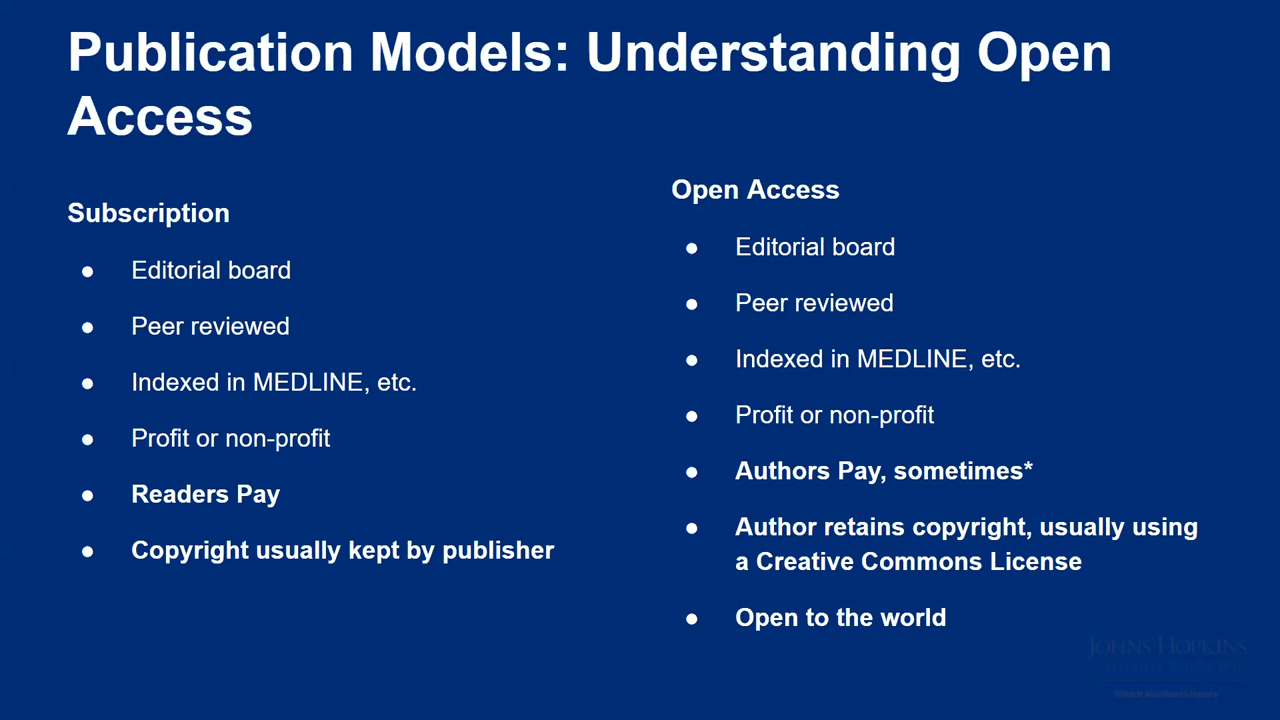 Publication Models: Understanding Open
Access
Subscription
● Editorial board
● Peer reviewed
● Indexed in MEDLINE, etc.
● Profit or non-profit
● Readers Pay
● Copyright usually kept by publisher
Open Access
● Editorial board
● Peer reviewed
● Indexed in MEDLINE, etc.
● Profit or non-profit
● Authors Pay, sometimes*
● Author retains copyright, usually using
a Creative Commons License
● Open to the world
JOHNS HOPKINS